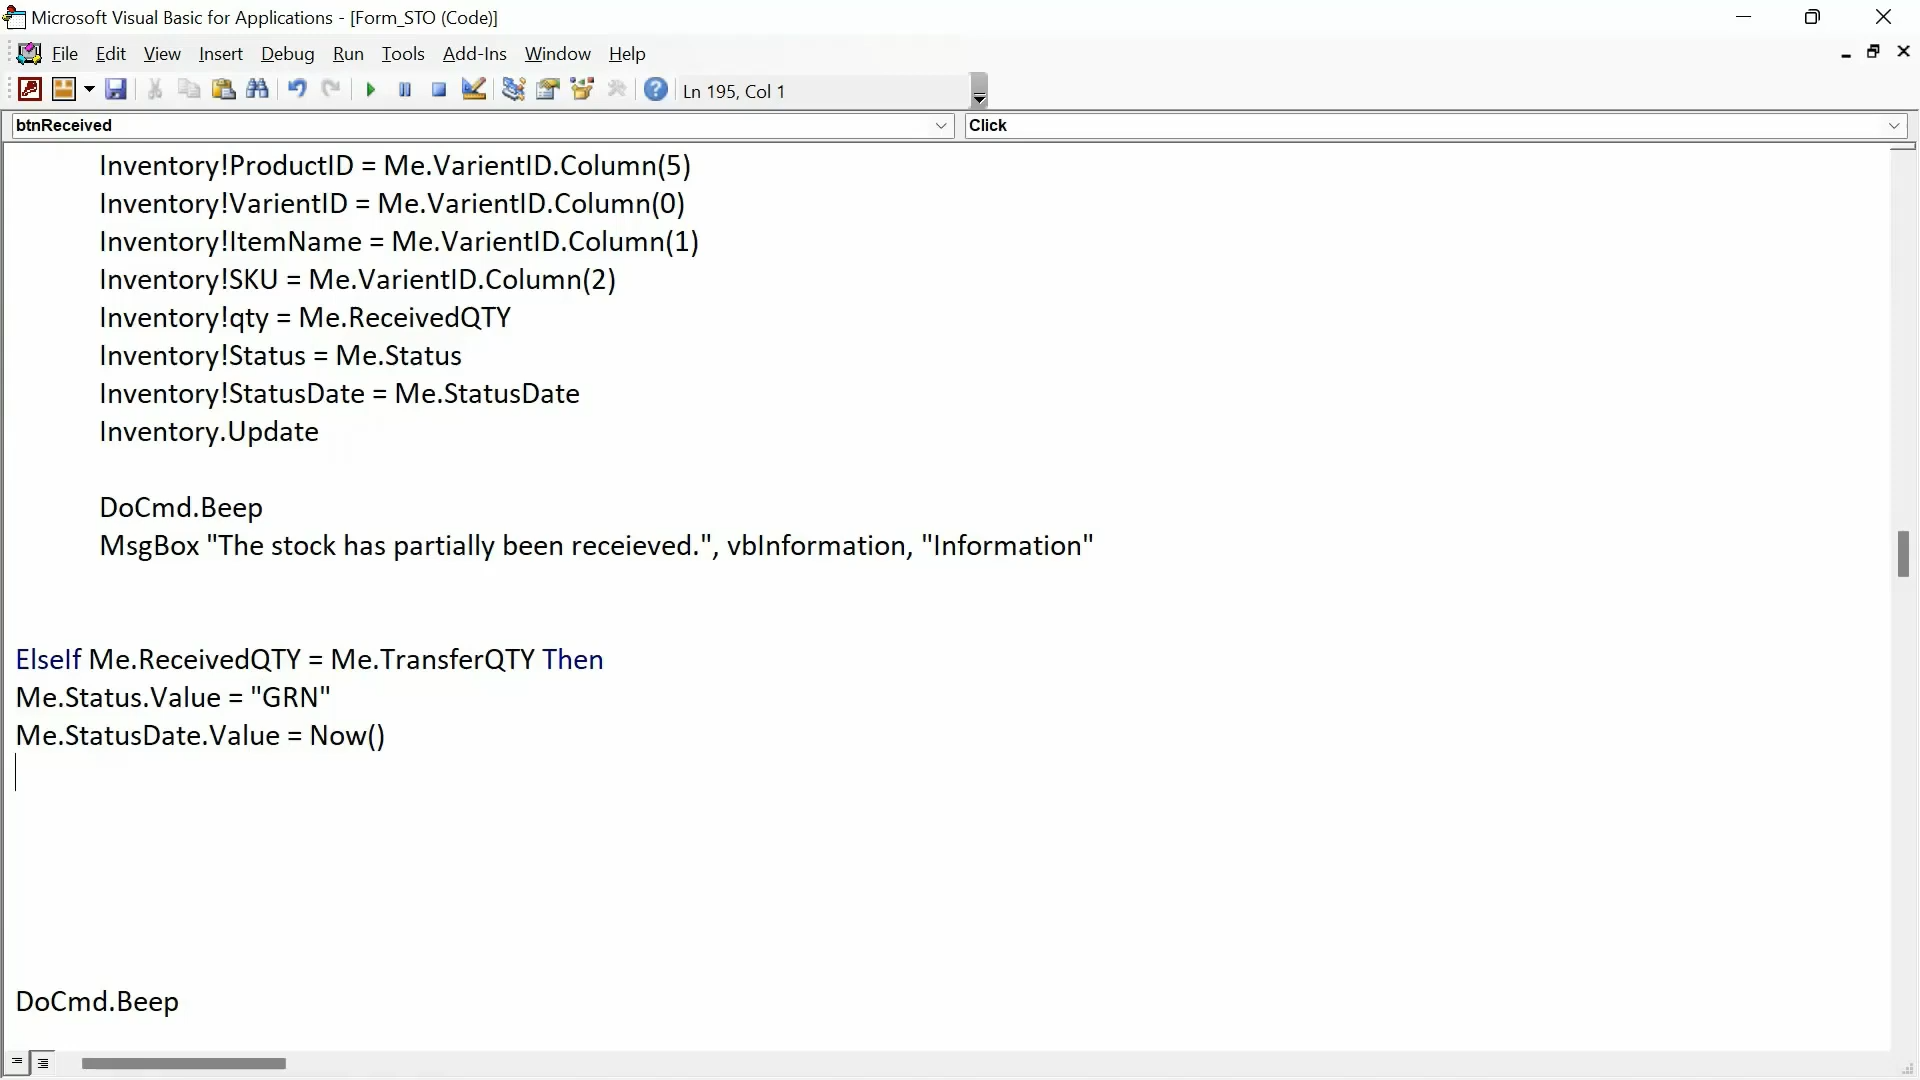 Microsoft Visual Basic for Applications - [Form_STO (Code)]
File Edit View Insert Debug Run Tools Add-Ins Window Help
Ln 195, Col 1
btnReceived Click
Inventory!ProductID = Me.VarientID.Column(5)
Inventory!VarientID = Me.VarientID.Column(0)
Inventory!ItemName = Me.VarientID.Column(1)
Inventory!SKU = Me.VarientID.Column(2)
Inventory!qty = Me.ReceivedQTY
Inventory!Status = Me.Status
Inventory!StatusDate = Me.StatusDate
Inventory.Update
DoCmd.Beep
MsgBox "The stock has partially been receieved.", vbInformation, "Information"
ElseIf Me.ReceivedQTY = Me.TransferQTY Then
Me.Status.Value = "GRN"
Me.StatusDate.Value = Now()
DoCmd.Beep